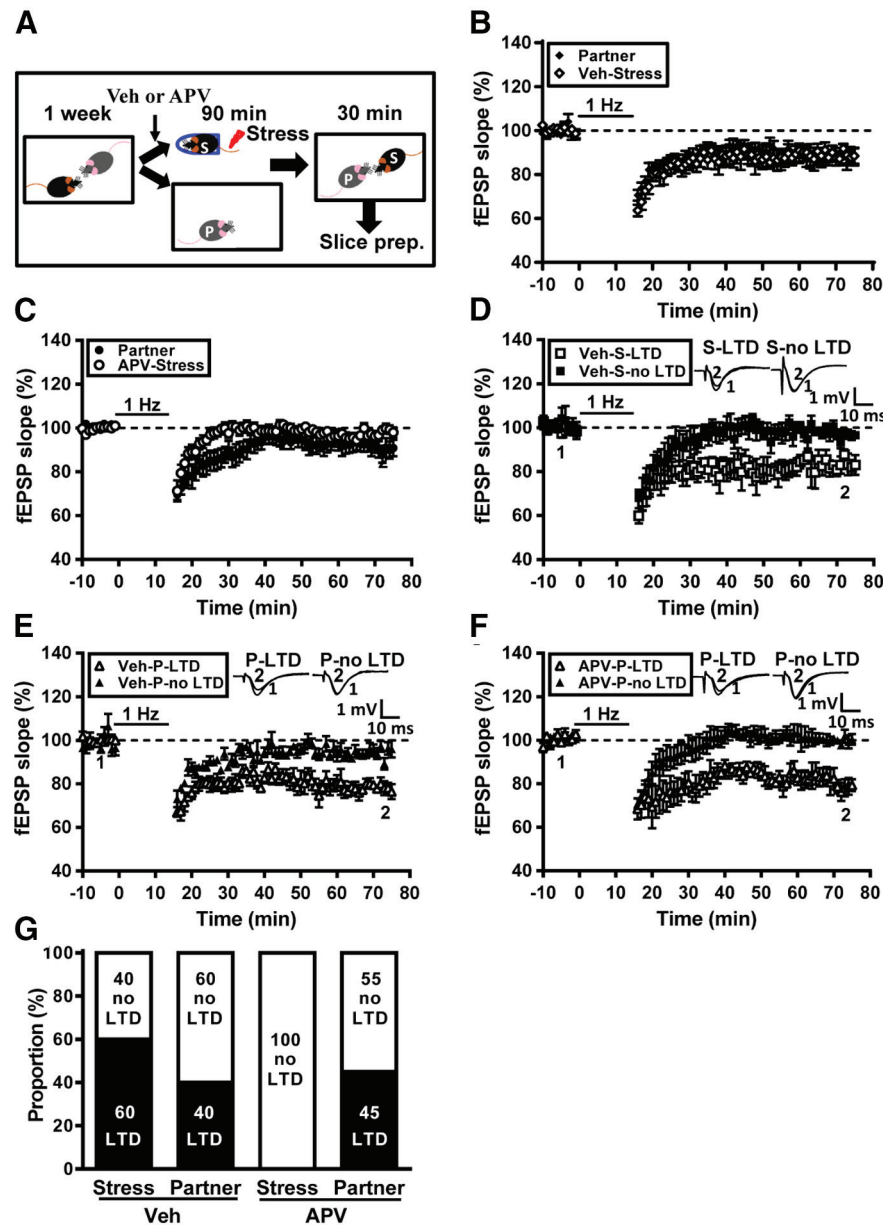 A
Veh or APV
1 week
90 min
30 min
Stress
S
P
P
S
Slice prep.
B
fEPSP slope (%)
140
120
100
80
60
40
Partner
Veh-Stress
1 Hz
-10 0 10 20 30 40 50 60 70 80
Time (min)
C
fEPSP slope (%)
140
120
100
80
60
40
Partner
APV-Stress
1 Hz
-10 0 10 20 30 40 50 60 70 80
Time (min)
D
fEPSP slope (%)
140
120
100
80
60
40
Veh-S-LTD
Veh-S-no LTD
S-LTD S-no LTD
2
1
2
1
1 mV
10 ms
1 Hz
1
2
-10 0 10 20 30 40 50 60 70 80
Time (min)
E
fEPSP slope (%)
140
120
100
80
60
40
Veh-P-LTD
Veh-P-no LTD
P-LTD P-no LTD
2
1
2
1
1 mV
10 ms
1 Hz
1
2
-10 0 10 20 30 40 50 60 70 80
Time (min)
F
fEPSP slope (%)
140
120
100
80
60
40
APV-P-LTD
APV-P-no LTD
P-LTD P-no LTD
2
1
2
1
1 mV
10 ms
1 Hz
1
2
-10 0 10 20 30 40 50 60 70 80
Time (min)
G
Proportion (%)
100
80
60
40
20
0
40
no
LTD
60
LTD
60
no
LTD
40
LTD
100
no
LTD
55
no
LTD
45
LTD
Stress Partner Stress Partner
Veh APV